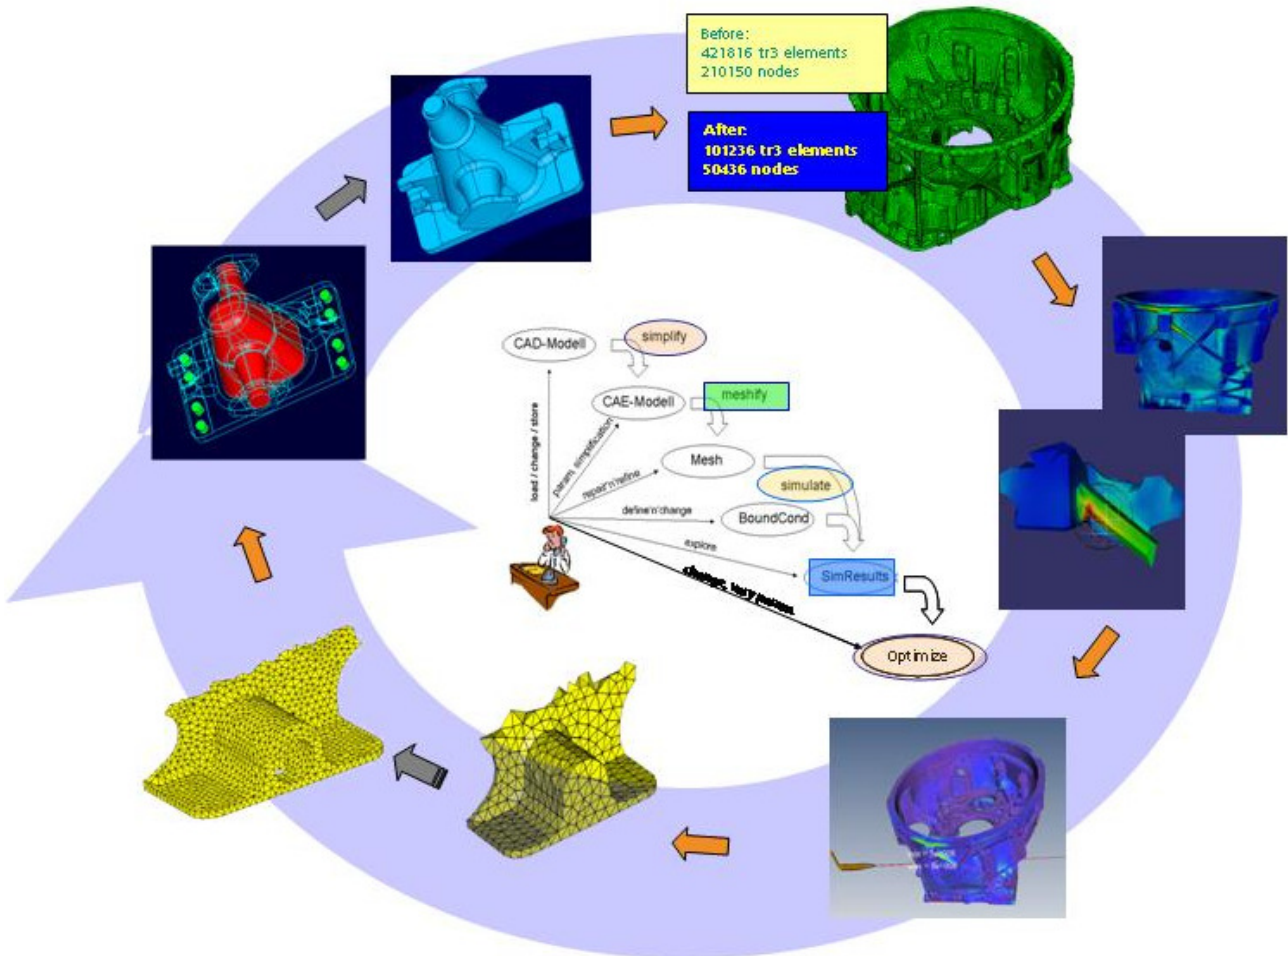 Before:
421816 tr3 elements
210150 nodes
After:
101236 tr3 elements
50436 nodes
CAD-Modell
simplify
CAE-Modell
meshify
Mesh
simulate
BoundCond
SimResults
Optimize
load / change / store
param. simplification
repair'n'refine
define'n'change
explore